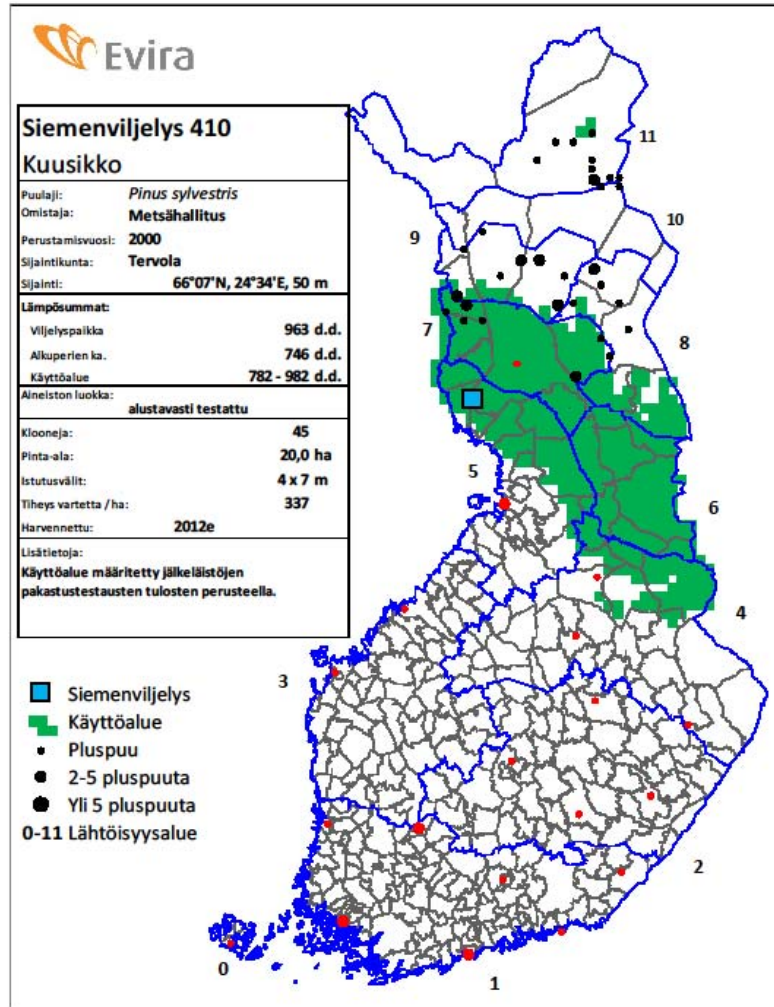 Evira
Siemenviljelys 410
Kuusikko
Puulaji: Pinus sylvestris
Omistaja: Metsähallitus
Perustamisvuosi: 2000
Sijaintikunta: Tervola
Sijainti: 66°07'N, 24°34'E, 50 m
Lämpösummat:
Viljelyspaikka 963 d.d.
Alkuperien ka. 746 d.d.
Käyttöalue 782 - 982 d.d.
Aineiston luokka:
alustavasti testattu
Klooneja: 45
Pinta-ala: 20,0 ha
Istutusvälit: 4 x 7 m
Tiheys vartetta / ha: 337
Harvennettu: 2012e
Lisätietoja:
Käyttöalue määritetty jälkeläistöjen
pakastustestausten tulosten perusteella.
Siemenviljelys
Käyttöalue
Pluspuu
2-5 pluspuuta
Yli 5 pluspuuta
0-11 Lähtöisyysalue
11
10
9
8
7
6
5
4
3
2
1
0